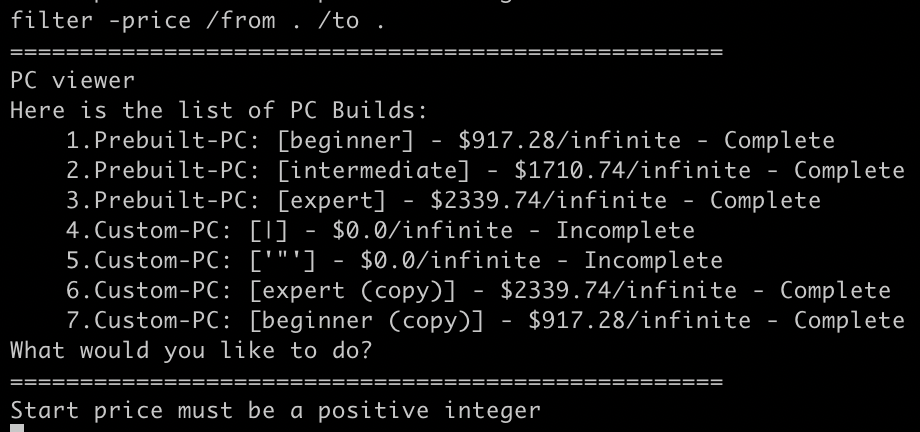 filter -price /from . /to .
===================================================
PC viewer
Here is the list of PC Builds:
    1.Prebuilt-PC: [beginner] - $917.28/infinite - Complete
    2.Prebuilt-PC: [intermediate] - $1710.74/infinite - Complete
    3.Prebuilt-PC: [expert] - $2339.74/infinite - Complete
    4.Custom-PC: [|] - $0.0/infinite - Incomplete
    5.Custom-PC: ['"'] - $0.0/infinite - Incomplete
    6.Custom-PC: [expert (copy)] - $2339.74/infinite - Complete
    7.Custom-PC: [beginner (copy)] - $917.28/infinite - Complete
What would you like to do?
===================================================
Start price must be a positive integer